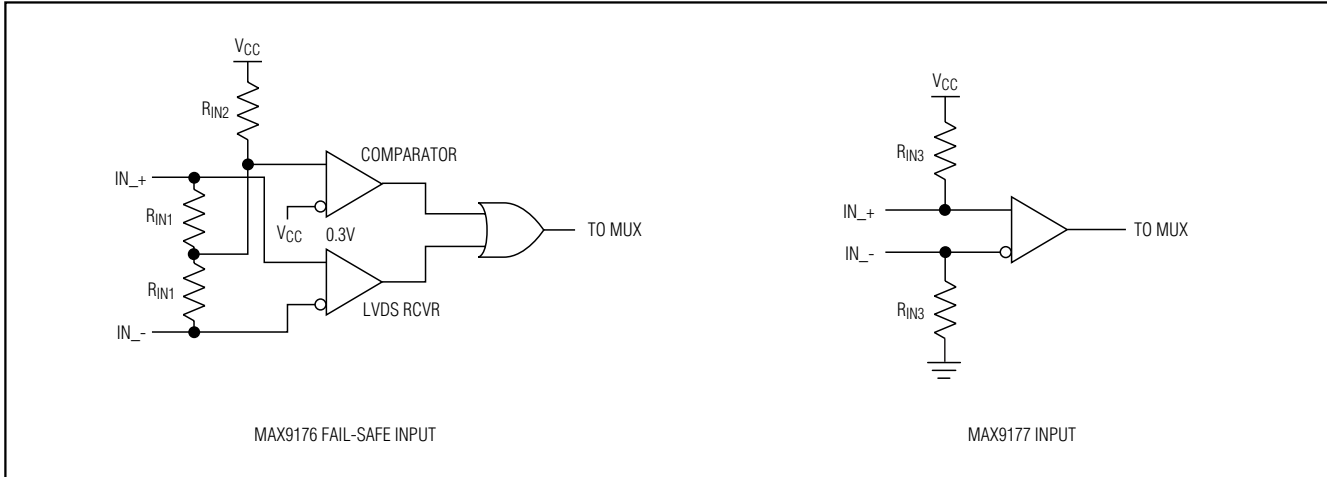 VCC
RIN2
COMPARATOR
IN_+
RIN1
VCC 0.3V
TO MUX
RIN1
LVDS RCVR
IN_-
MAX9176 FAIL-SAFE INPUT
VCC
RIN3
IN_+
TO MUX
IN_-
RIN3
MAX9177 INPUT